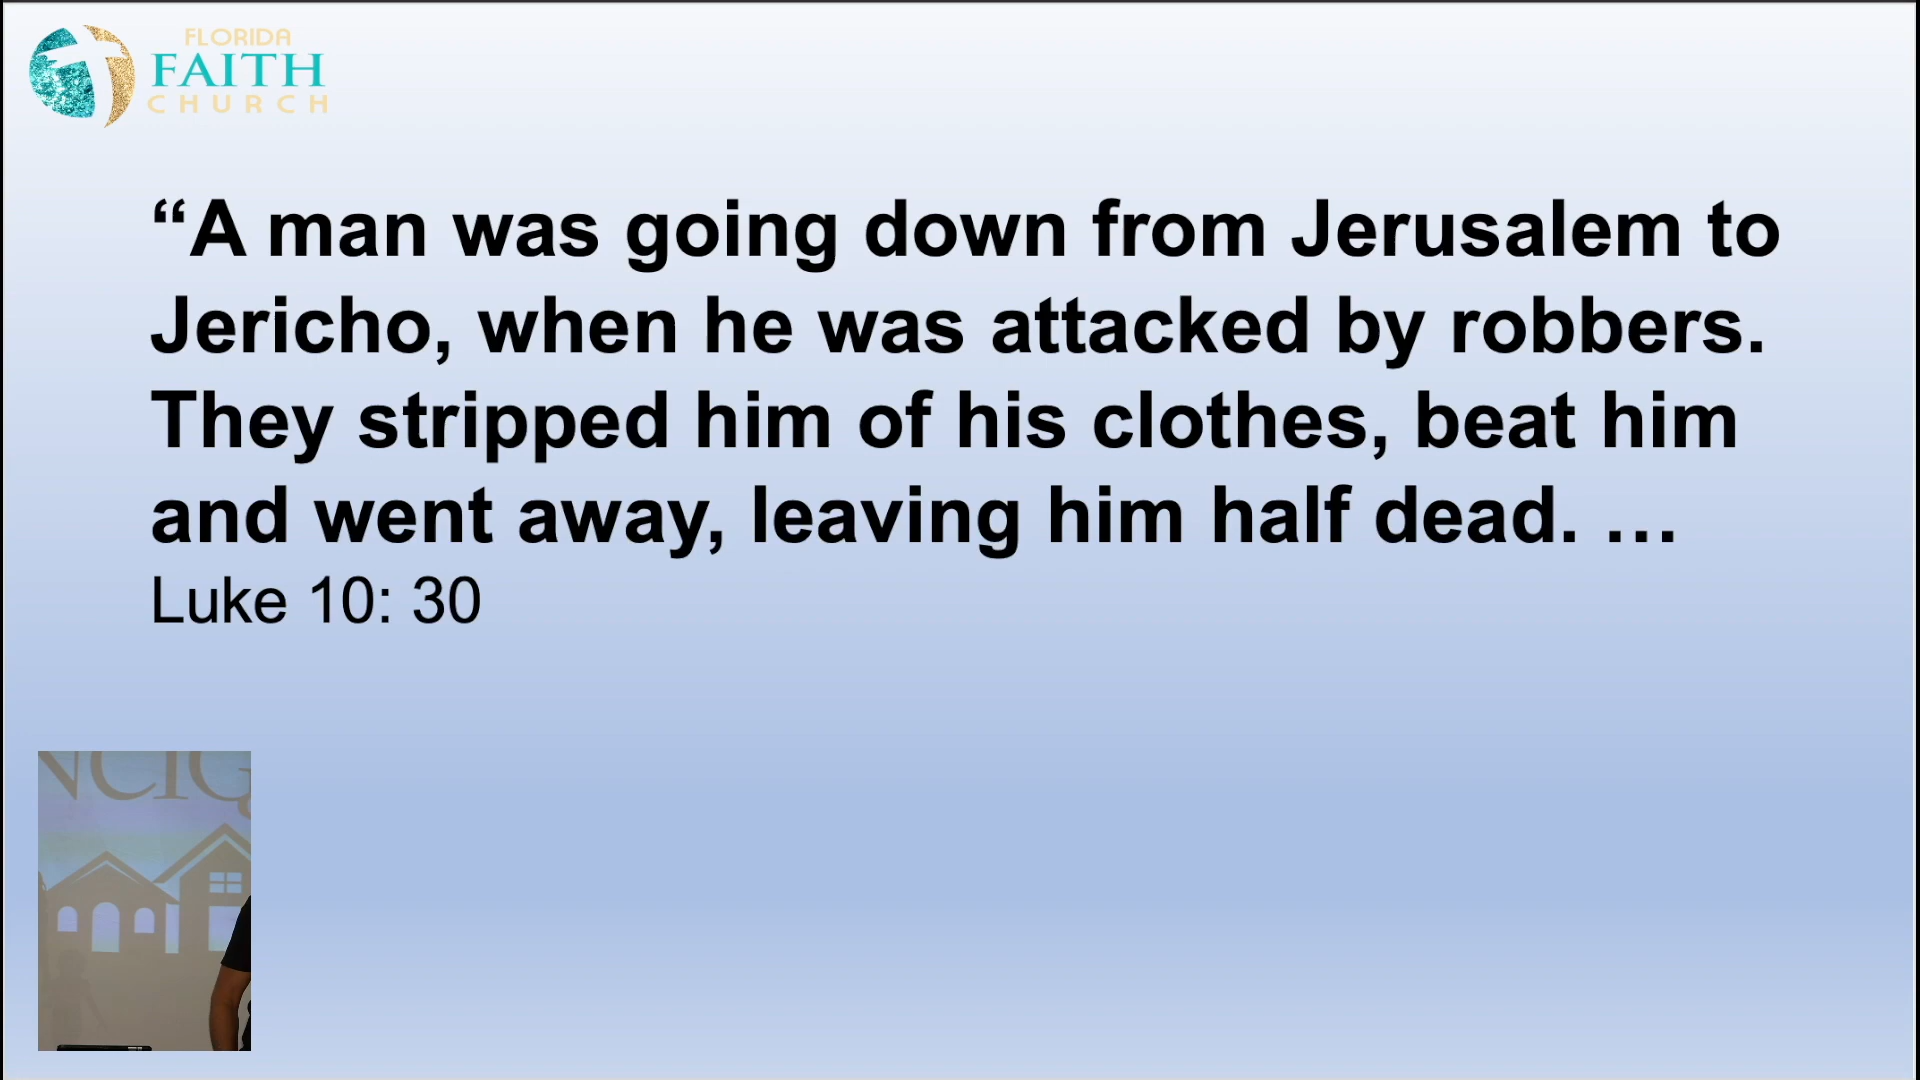 FLORIDA
FAITH
CHURCH
“A man was going down from Jerusalem to
Jericho, when he was attacked by robbers.
They stripped him of his clothes, beat him
and went away, leaving him half dead. …
Luke 10: 30
NCIG